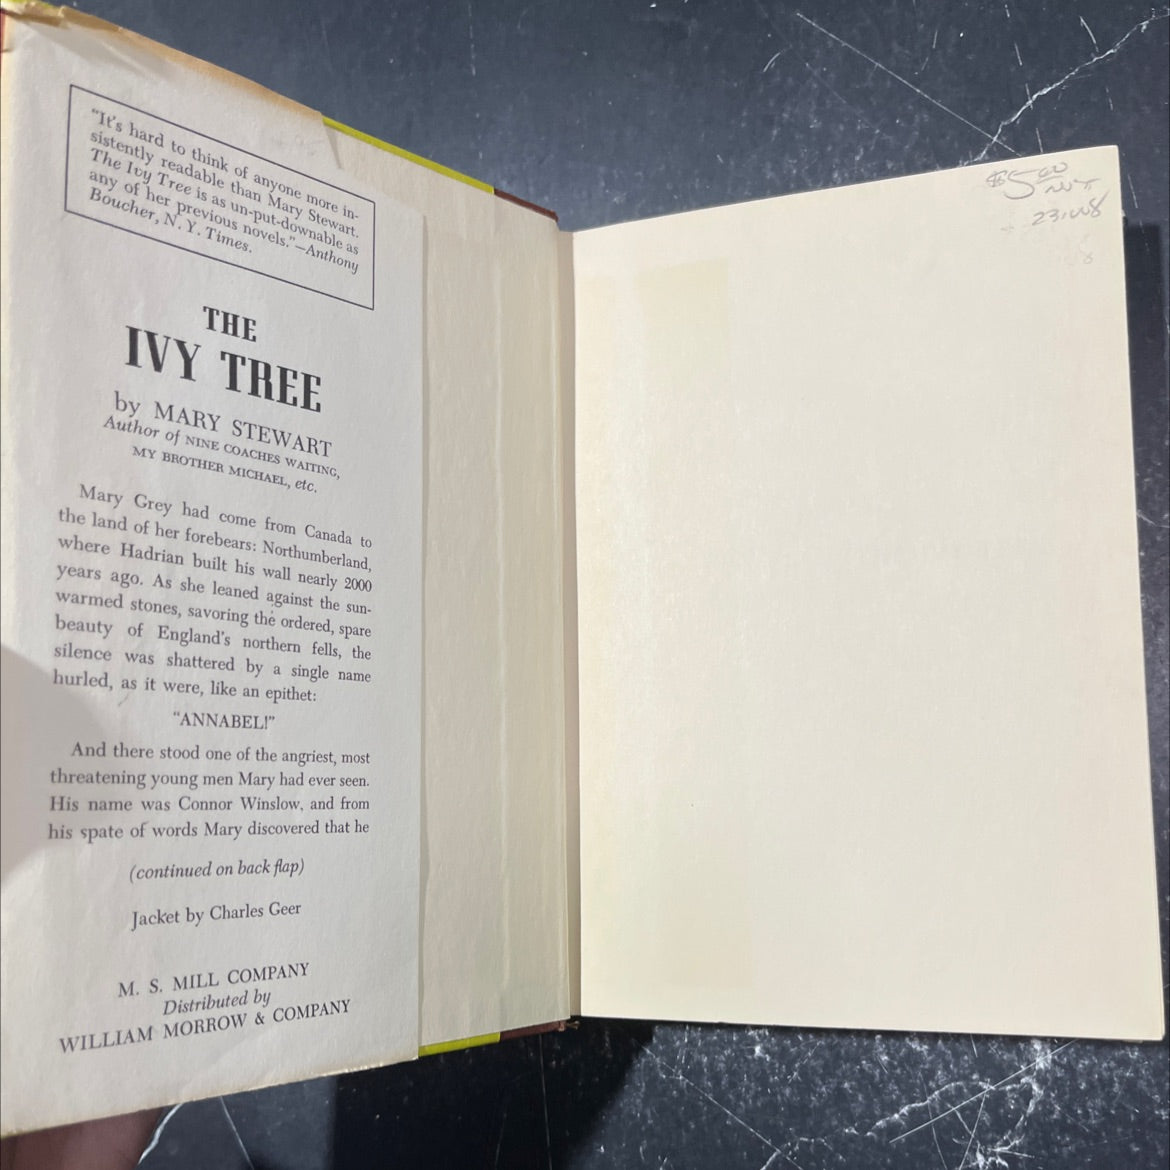 "It's hard to think of anyone more in-
sistently readable than Mary Stewart.
The Ivy Tree is as un-put-downable as
any of her previous novels."—Anthony
Boucher, N. Y. Times.
THE
IVY TREE
by MARY STEWART
Author of NINE COACHES WAITING,
MY BROTHER MICHAEL, etc.
Mary Grey had come from Canada to
the land of her forebears: Northumberland,
where Hadrian built his wall nearly 2000
years ago. As she leaned against the sun-
warmed stones, savoring the ordered, spare
beauty of England's northern fells, the
silence was shattered by a single name
hurled, as it were, like an epithet:
"ANNABEL!"
And there stood one of the angriest, most
threatening young men Mary had ever seen.
His name was Connor Winslow, and from
his spate of words Mary discovered that he
(continued on back flap)
Jacket by Charles Geer
M. S. MILL COMPANY
Distributed by
WILLIAM MORROW & COMPANY
$5.00